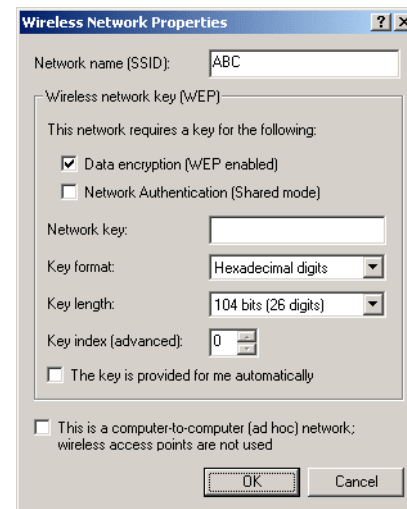 Wireless Network Properties
Network name (SSID): ABC
Wireless network key (WEP)
This network requires a key for the following:
Data encryption (WEP enabled)
Network Authentication (Shared mode)
Network key:
Key format: Hexadecimal digits
Key length: 104 bits (26 digits)
Key index (advanced): 0
The key is provided for me automatically
This is a computer-to-computer (ad hoc) network;
wireless access points are not used
OK Cancel